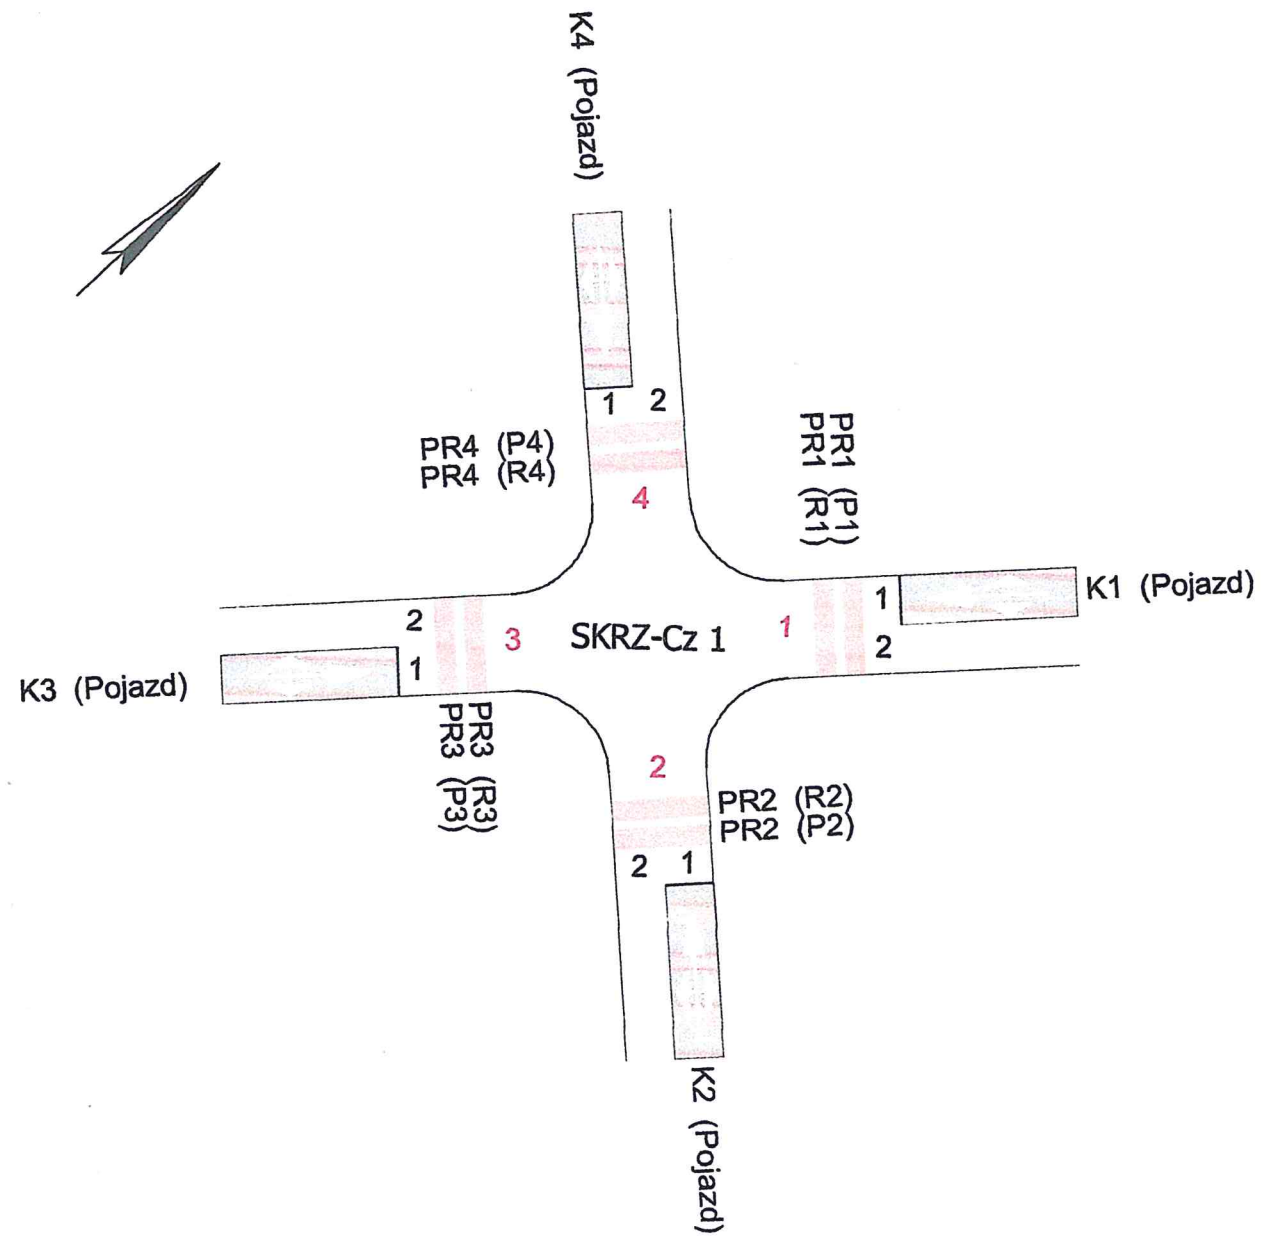 K4 (Pojazd)
1 2
PR4 (P4)
PR4 (R4)
4
PR1 (P1)
PR1 (R1)
1
K1 (Pojazd)
2
1
SKRZ-Cz 1
3
2
1
K3 (Pojazd)
PR3 (R3)
PR3 (P3)
2
PR2 (R2)
PR2 (P2)
2 1
K2 (Pojazd)